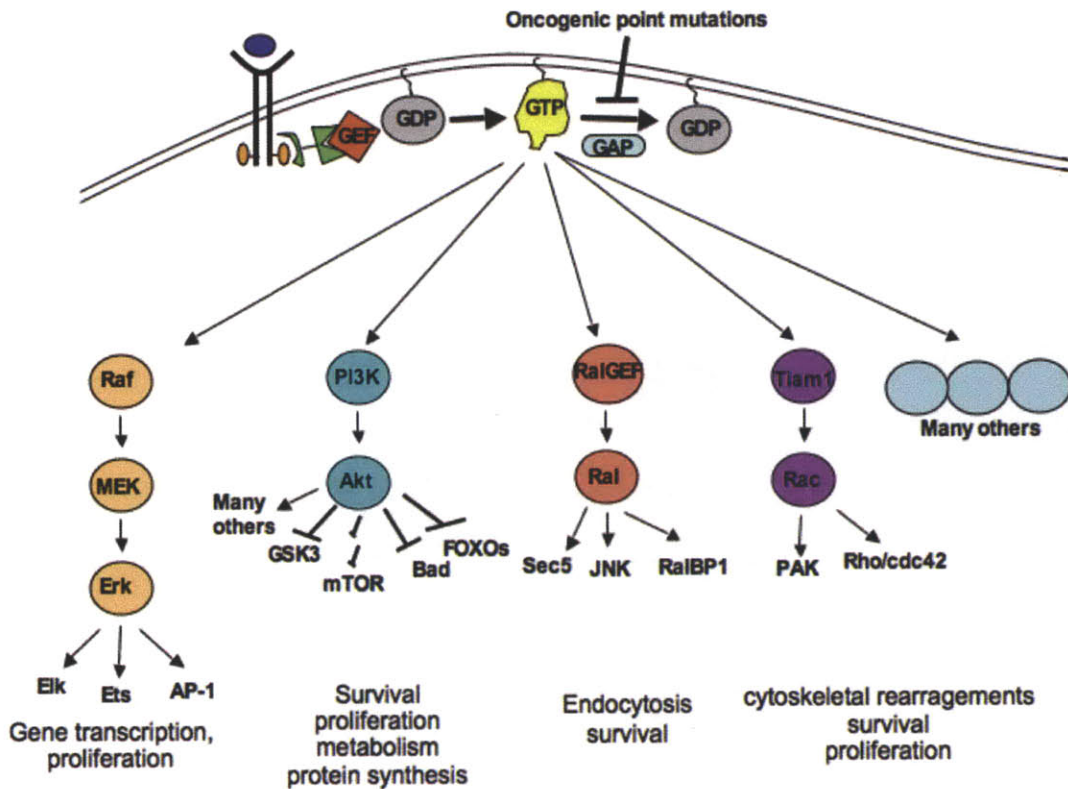 Oncogenic point mutations
GEF
GDP
GTP
GAP
GDP
Raf
MEK
Erk
Elk
Ets
AP-1
Gene transcription,
proliferation
PI3K
Akt
Many
others
GSK3
mTOR
Bad
FOXOs
Survival
proliferation
metabolism
protein synthesis
RalGEF
Ral
Sec5
JNK
RalBP1
Endocytosis
survival
Tiam1
Rac
PAK
Rho/cdc42
cytoskeletal rearragements
survival
proliferation
Many others